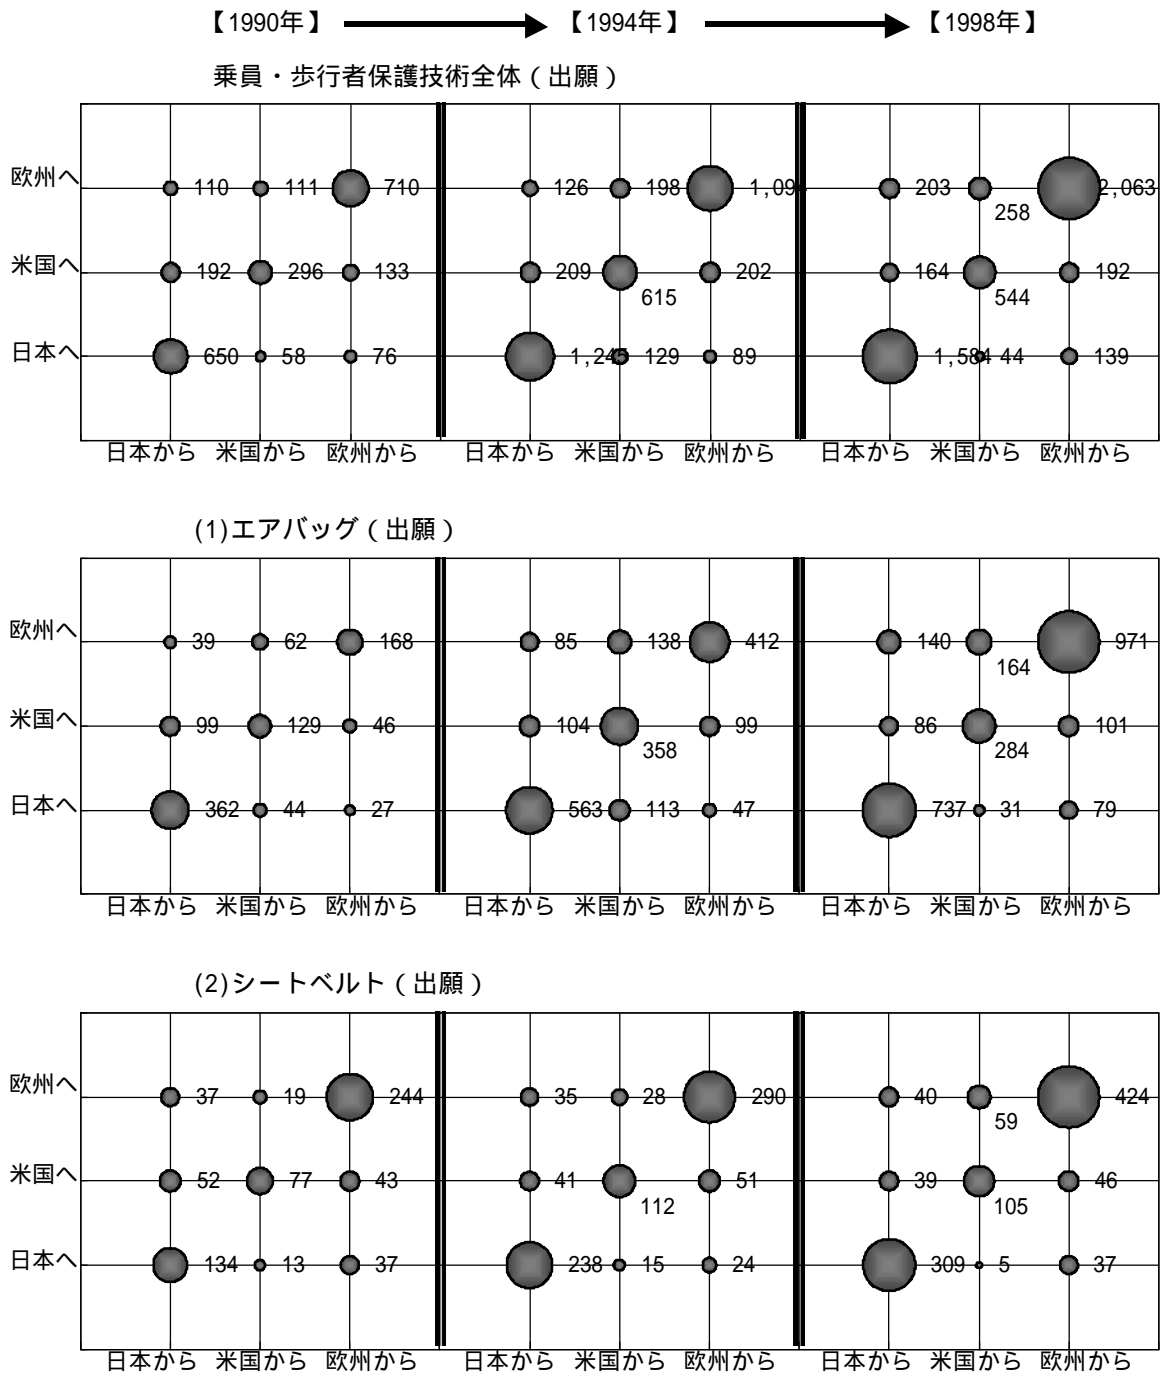 【1990年】 【1994年】 【1998年】
乗員・歩行者保護技術全体(出願)
欧州へ 110 111 710 126 198 203 258 2,063
米国へ 192 296 133 209 615 202 164 544 192
日本へ 650 58 76 1,245 129 89 1,584 44 139
日本から 米国から 欧州から 日本から 米国から 欧州から 日本から 米国から 欧州から
(1)エアバッグ(出願)
欧州へ 39 62 168 85 138 412 140 164 971
米国へ 99 129 46 104 358 99 86 284 101
日本へ 362 44 27 563 113 47 737 31 79
日本から 米国から 欧州から 日本から 米国から 欧州から 日本から 米国から 欧州から
(2)シートベルト(出願)
欧州へ 37 19 244 35 28 290 40 59 424
米国へ 52 77 43 41 112 51 39 105 46
日本へ 134 13 37 238 15 24 309 5 37
日本から 米国から 欧州から 日本から 米国から 欧州から 日本から 米国から 欧州から